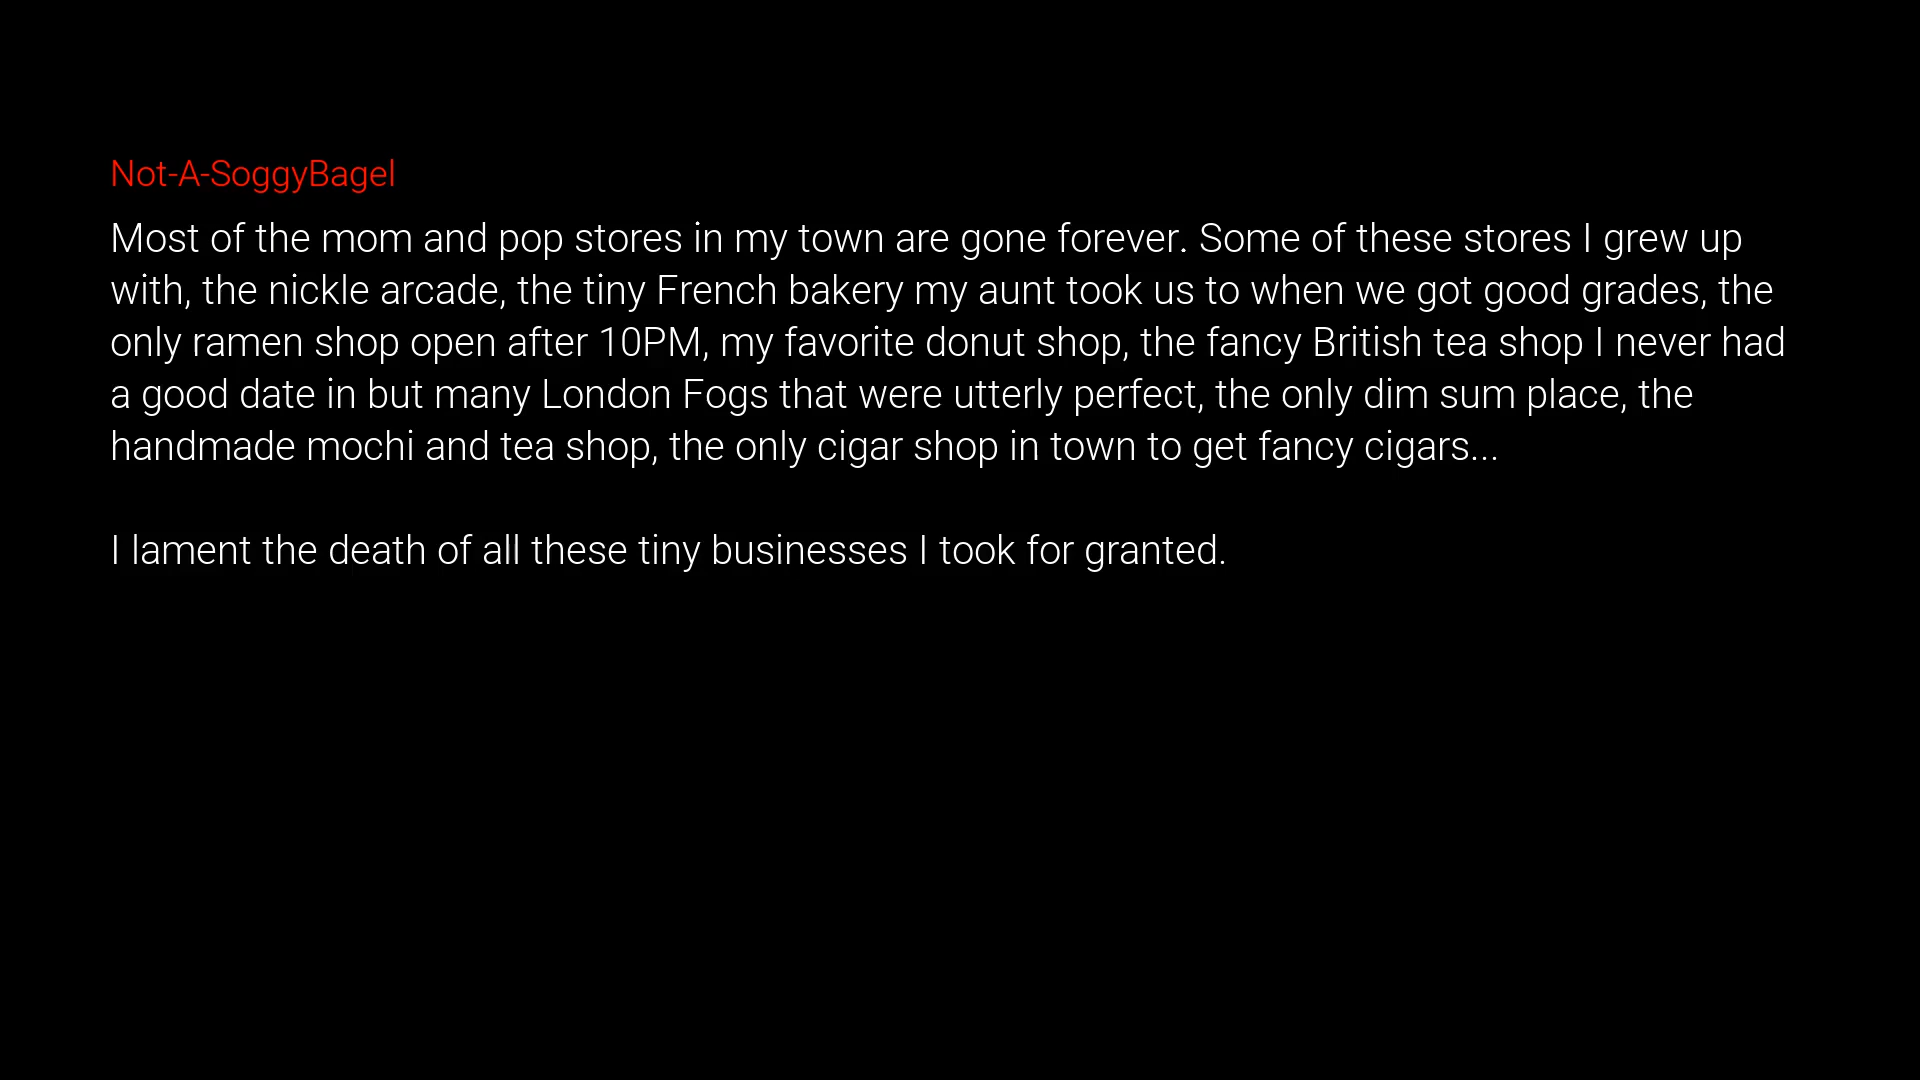 Not-A-SoggyBagel
Most of the mom and pop stores in my town are gone forever. Some of these stores I grew up
with, the nickle arcade, the tiny French bakery my aunt took us to when we got good grades, the
only ramen shop open after 10PM, my favorite donut shop, the fancy British tea shop I never had
a good date in but many London Fogs that were utterly perfect, the only dim sum place, the
handmade mochi and tea shop, the only cigar shop in town to get fancy cigars...
I lament the death of all these tiny businesses I took for granted.